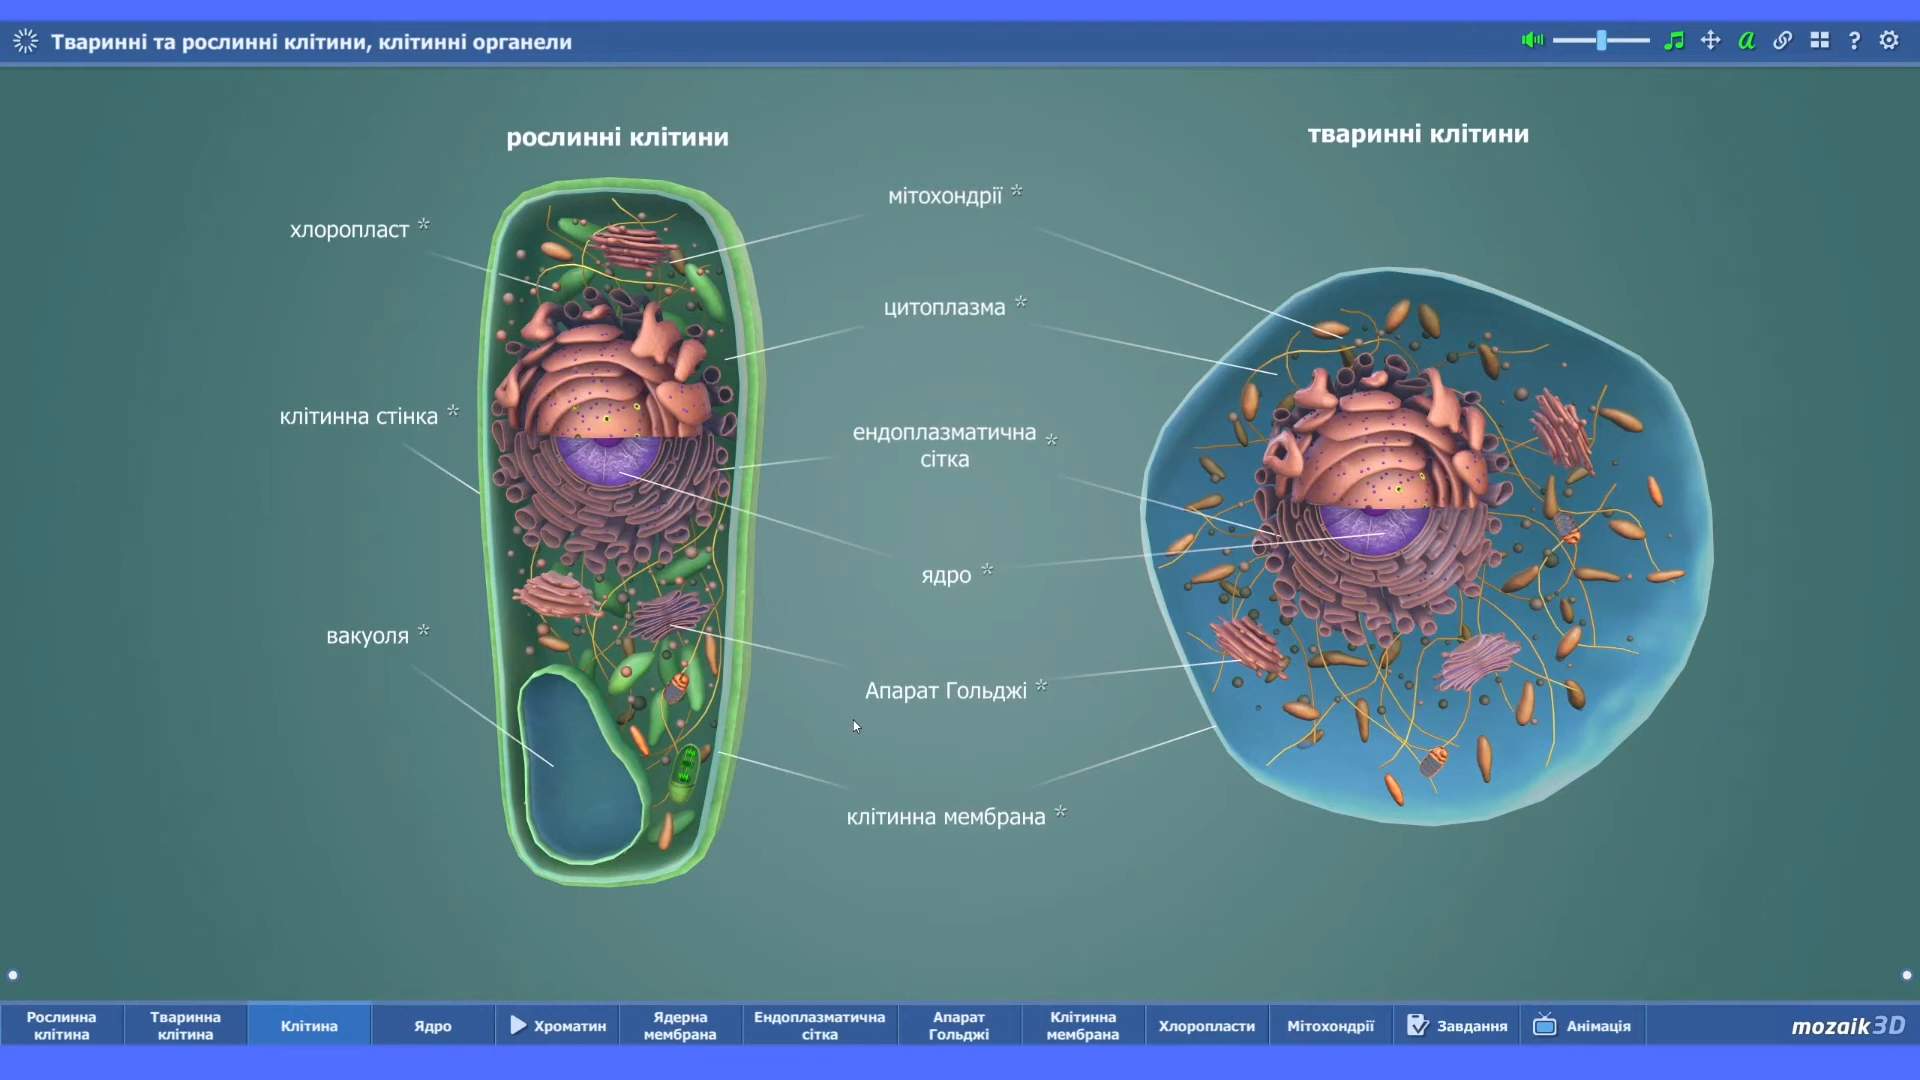 Тваринні та рослинні клітини, клітинні органели
a
?
рослинні клітини
тваринні клітини
мітохондрії *
хлоропласт *
цитоплазма *
клітинна стінка *
ендоплазматична *
сітка
ядро *
вакуоля *
Апарат Гольджі *
клітинна мембрана *
Рослинна
клітина
Тваринна
клітина
Клітина
Ядро
Хроматин
Ядерна
мембрана
Ендоплазматична
сітка
Апарат
Гольджі
Клітинна
мембрана
Хлоропласти
Мітохондрії
Завдання
Анімація
mozaik3D